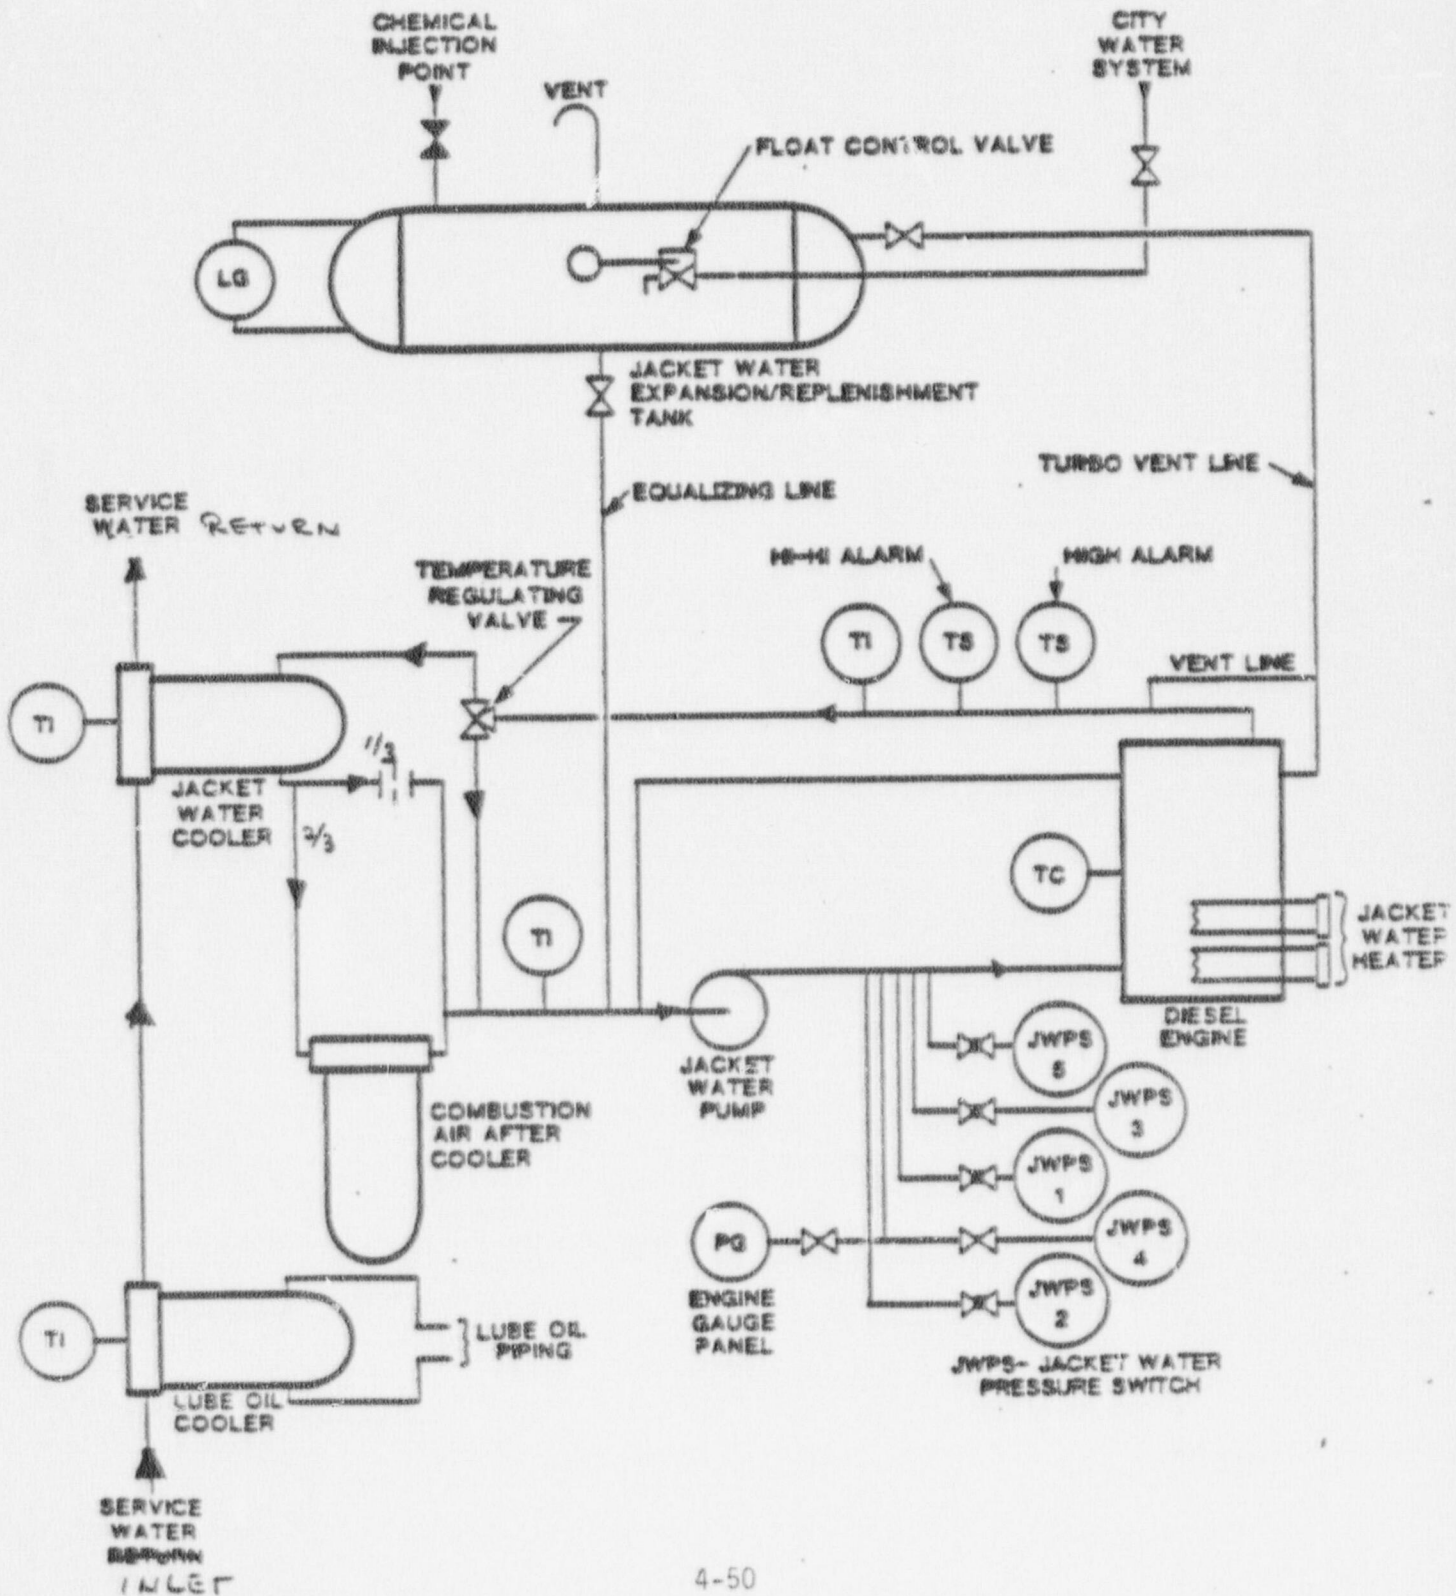 CHEMICAL
INJECTION
POINT
CITY
WATER
SYSTEM
VENT
FLOAT CONTROL VALVE
LG
JACKET WATER
EXPANSION/REPLENISHMENT
TANK
TURBO VENT LINE
EQUALIZING LINE
SERVICE
WATER RETURN
HI-HI ALARM
HIGH ALARM
TEMPERATURE
REGULATING
VALVE
TI
TS
TS
VENT LINE
TI
1/3
JACKET
WATER
COOLER
2/3
TC
TI
JACKET
WATER
HEATER
DIESEL
ENGINE
JACKET
WATER
PUMP
JWPS
5
JWPS
3
COMBUSTION
AIR AFTER
COOLER
JWPS
1
PG
JWPS
4
ENGINE
GAUGE
PANEL
JWPS
2
TI
LUBE OIL
PIPING
JWPS- JACKET WATER
PRESSURE SWITCH
LUBE OIL
COOLER
SERVICE
WATER
RETURN
INLET
4-50